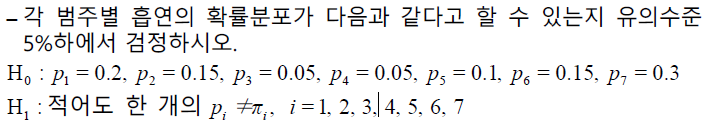 – 각 범주별 흡연의 확률분포가 다음과 같다고 할 수 있는지 유의수준
5%하에서 검정하시오.
H₀ : p₁ = 0.2, p₂ = 0.15, p₃ = 0.05, p₄ = 0.05, p₅ = 0.1, p₆ = 0.15, p₇ = 0.3
H₁ : 적어도 한 개의 pᵢ ≠ πᵢ, i = 1, 2, 3, 4, 5, 6, 7